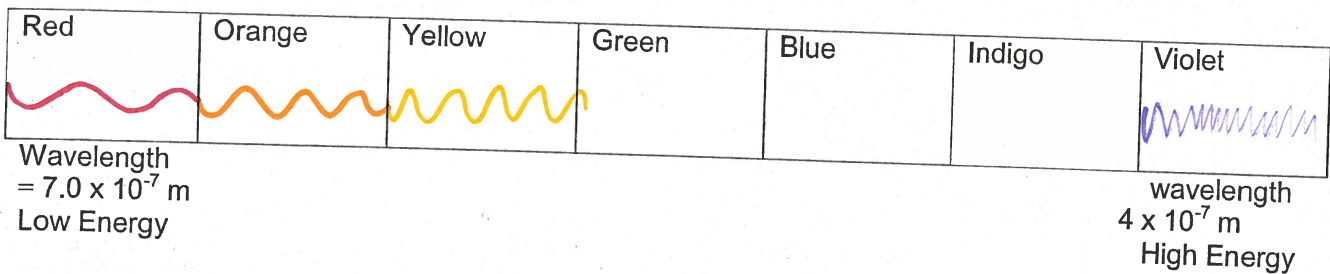 Red
Orange
Yellow
Green
Blue
Indigo
Violet
Wavelength
= 7.0 x 10⁻⁷ m
Low Energy
wavelength
4 x 10⁻⁷ m
High Energy